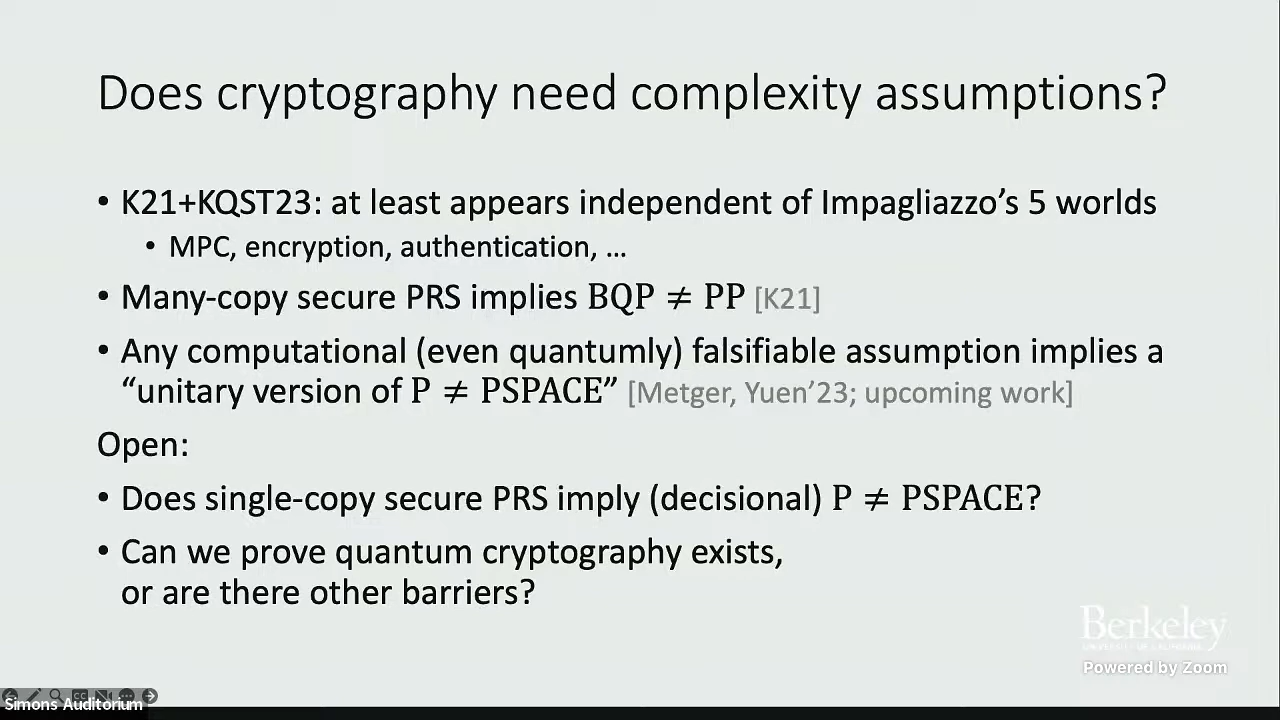 Does cryptography need complexity assumptions?
• K21+KQST23: at least appears independent of Impagliazzo’s 5 worlds
• MPC, encryption, authentication, …
• Many-copy secure PRS implies BQP ≠ PP [K21]
• Any computational (even quantumly) falsifiable assumption implies a
“unitary version of P ≠ PSPACE” [Metger, Yuen’23; upcoming work]
Open:
• Does single-copy secure PRS imply (decisional) P ≠ PSPACE?
• Can we prove quantum cryptography exists,
or are there other barriers?
Berkeley
UNIVERSITY OF CALIFORNIA
Powered by Zoom
Simons Auditorium